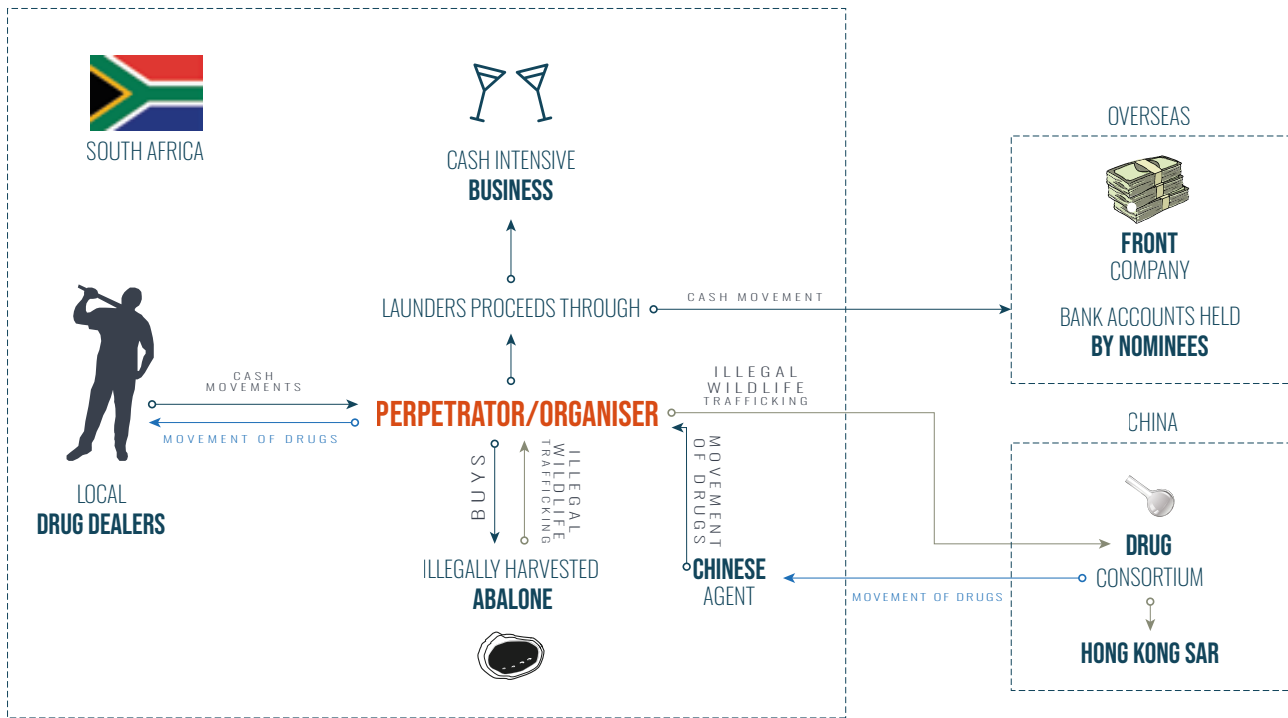 SOUTH AFRICA
CASH INTENSIVE
BUSINESS
OVERSEAS
FRONT
COMPANY
BANK ACCOUNTS HELD
BY NOMINEES
LAUNDERS PROCEEDS THROUGH
CASH MOVEMENT
CASH
MOVEMENTS
MOVEMENT OF DRUGS
PERPETRATOR/ORGANISER
ILLEGAL
WILDLIFE
TRAFFICKING
LOCAL
DRUG DEALERS
BUYS
ILLEGAL
WILDLIFE
TRAFFICKING
MOVEMENT
OF DRUGS
ILLEGALLY HARVESTED
ABALONE
CHINESE
AGENT
MOVEMENT OF DRUGS
CHINA
DRUG
CONSORTIUM
HONG KONG SAR